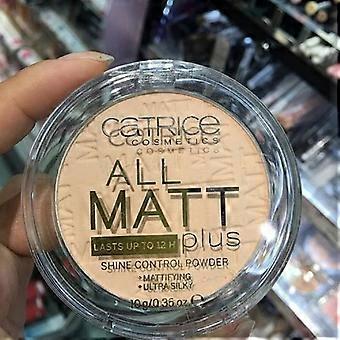 CATRICE
COSMETICS
ALL
MATT
LASTS UP TO 12 H plus
SHINE CONTROL POWDER
+MATTIFYING
+ULTRA SILKY
10g/0.35 oz. ℮